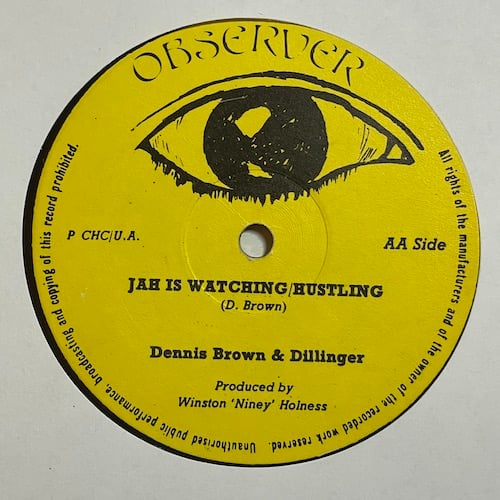 OBSERVER
P CHC/U.A.
AA Side
JAH IS WATCHING/HUSTLING
(D. Brown)
Dennis Brown & Dillinger
Produced by
Winston 'Niney' Holness
All rights of the manufacturers and of the owner of the recorded work reserved. Unauthorised public performance, broadcasting and copying of this record prohibited.